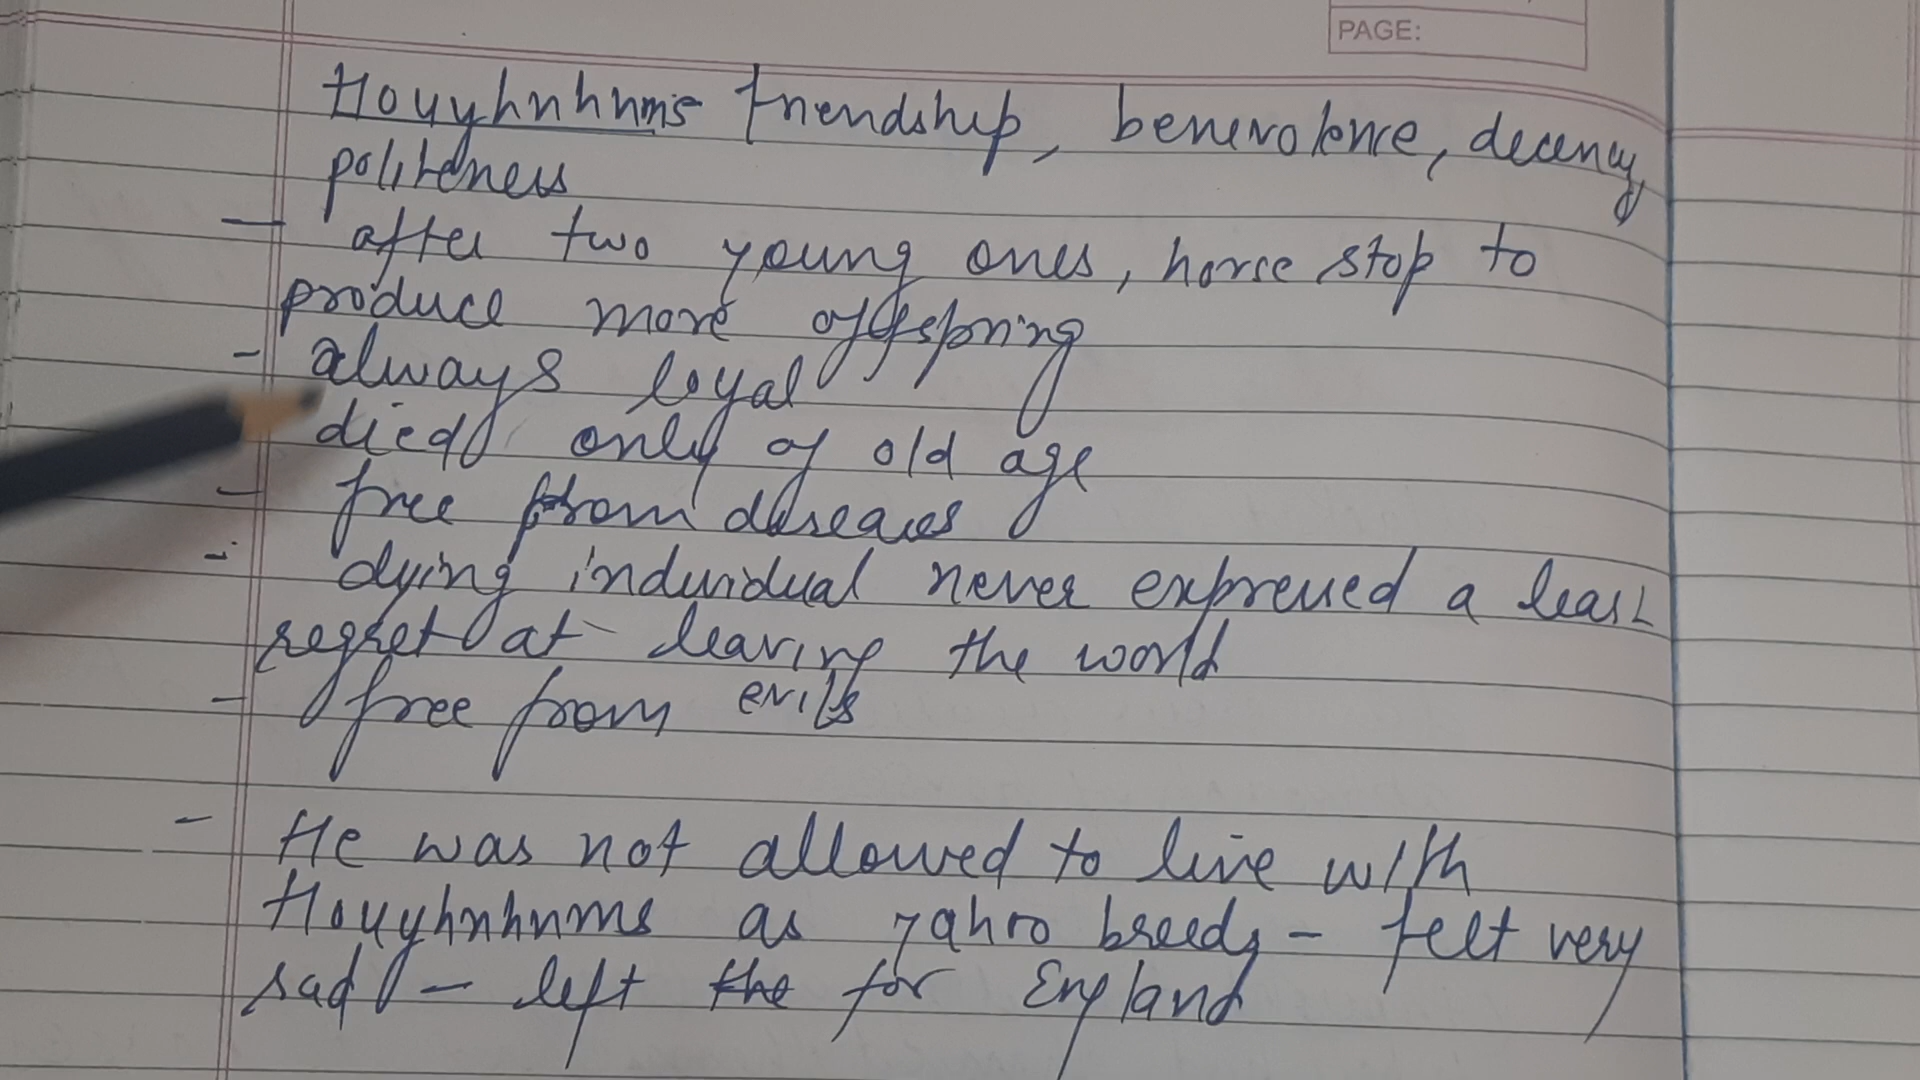 PAGE:
Houyhnhnms friendship, benevolence, decency,
politeness
- after two young ones, horse stop to
produce more offspring
- always loyal
died only of old age
- free from diseases
- dying individual never expressed a least
regret at leaving the world
- free from evils
- He was not allowed to live with
Houyhnhnms as yahoo breedy - felt very
sad - left the for England